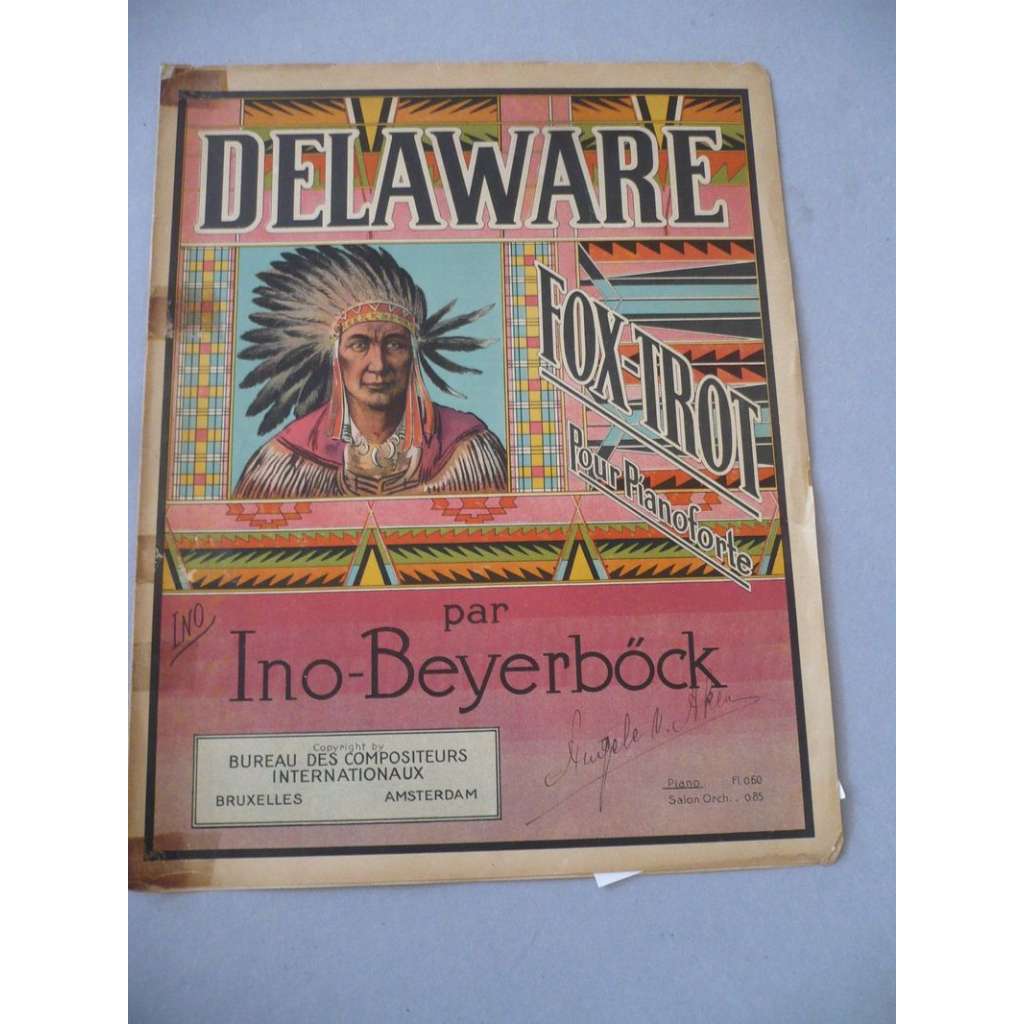 DELAWARE
FOX-TROT
Pour Pianoforte
INO
par
Ino-Beyerbőck
Copyright by
BUREAU DES COMPOSITEURS
INTERNATIONAUX
BRUXELLES AMSTERDAM
Piano Fl. 0.60
Salon Orch. . 0.85